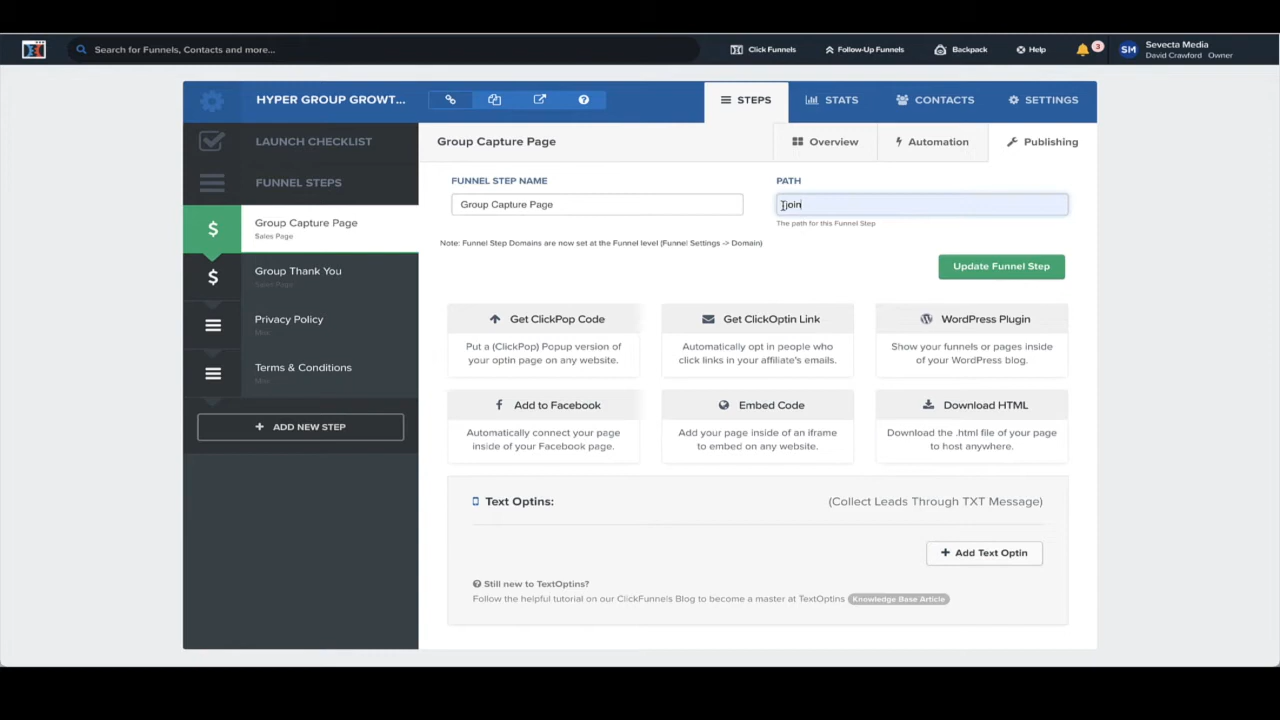 Search for Funnels, Contacts and more...
Click Funnels
Follow-Up Funnels
Backpack
Help
3
SM
Sevecta Media
David Crawford Owner
HYPER GROUP GROWT...
STEPS
STATS
CONTACTS
SETTINGS
LAUNCH CHECKLIST
Group Capture Page
Overview
Automation
Publishing
FUNNEL STEPS
FUNNEL STEP NAME
PATH
Group Capture Page
join
The path for this Funnel Step
$
Group Capture Page
Sales Page
Note: Funnel Step Domains are now set at the Funnel level (Funnel Settings -> Domain)
Update Funnel Step
$
Group Thank You
Sales Page
Privacy Policy
Misc
Terms & Conditions
Misc
ADD NEW STEP
Get ClickPop Code
Put a (ClickPop) Popup version of
your optin page on any website.
Get ClickOptin Link
Automatically opt in people who
click links in your affiliate's emails.
WordPress Plugin
Show your funnels or pages inside
of your WordPress blog.
Add to Facebook
Automatically connect your page
inside of your Facebook page.
Embed Code
Add your page inside of an iframe
to embed on any website.
Download HTML
Download the .html file of your page
to host anywhere.
Text Optins:
(Collect Leads Through TXT Message)
Add Text Optin
Still new to TextOptins?
Follow the helpful tutorial on our ClickFunnels Blog to become a master at TextOptins Knowledge Base Article